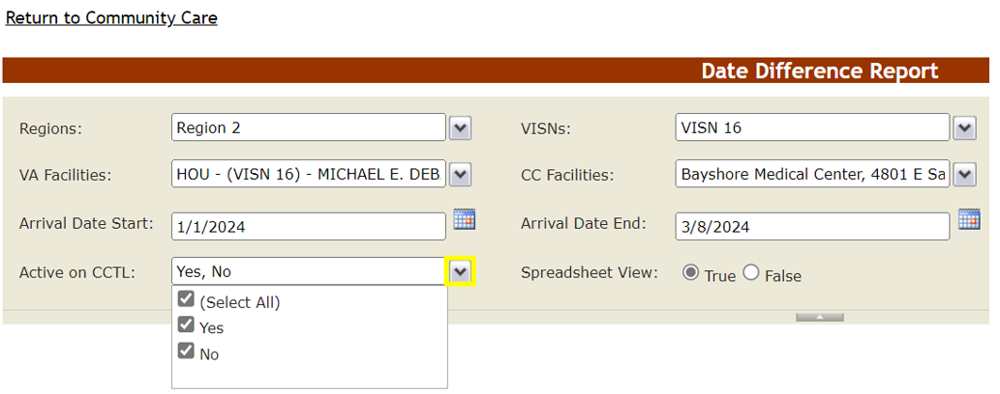 Return to Community Care
Date Difference Report
Regions: Region 2 VISNs: VISN 16
VA Facilities: HOU - (VISN 16) - MICHAEL E. DEB CC Facilities: Bayshore Medical Center, 4801 E Sa
Arrival Date Start: 1/1/2024 Arrival Date End: 3/8/2024
Active on CCTL: Yes, No Spreadsheet View: True False
(Select All)
Yes
No